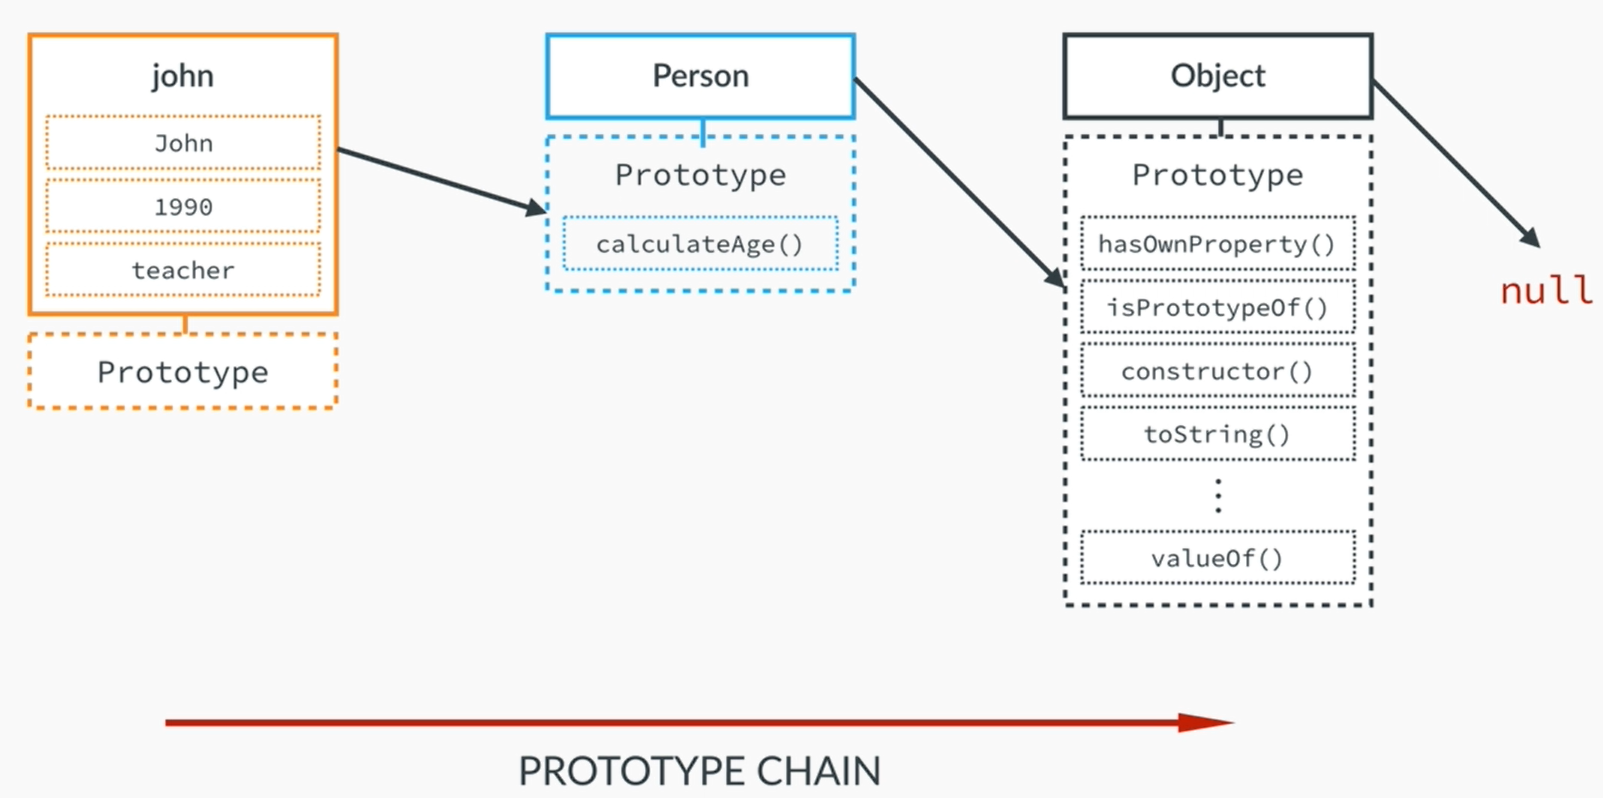 john
John
1990
teacher
Prototype
Person
Prototype
calculateAge()
Object
Prototype
hasOwnProperty()
isPrototypeOf()
constructor()
toString()
valueOf()
null
PROTOTYPE CHAIN